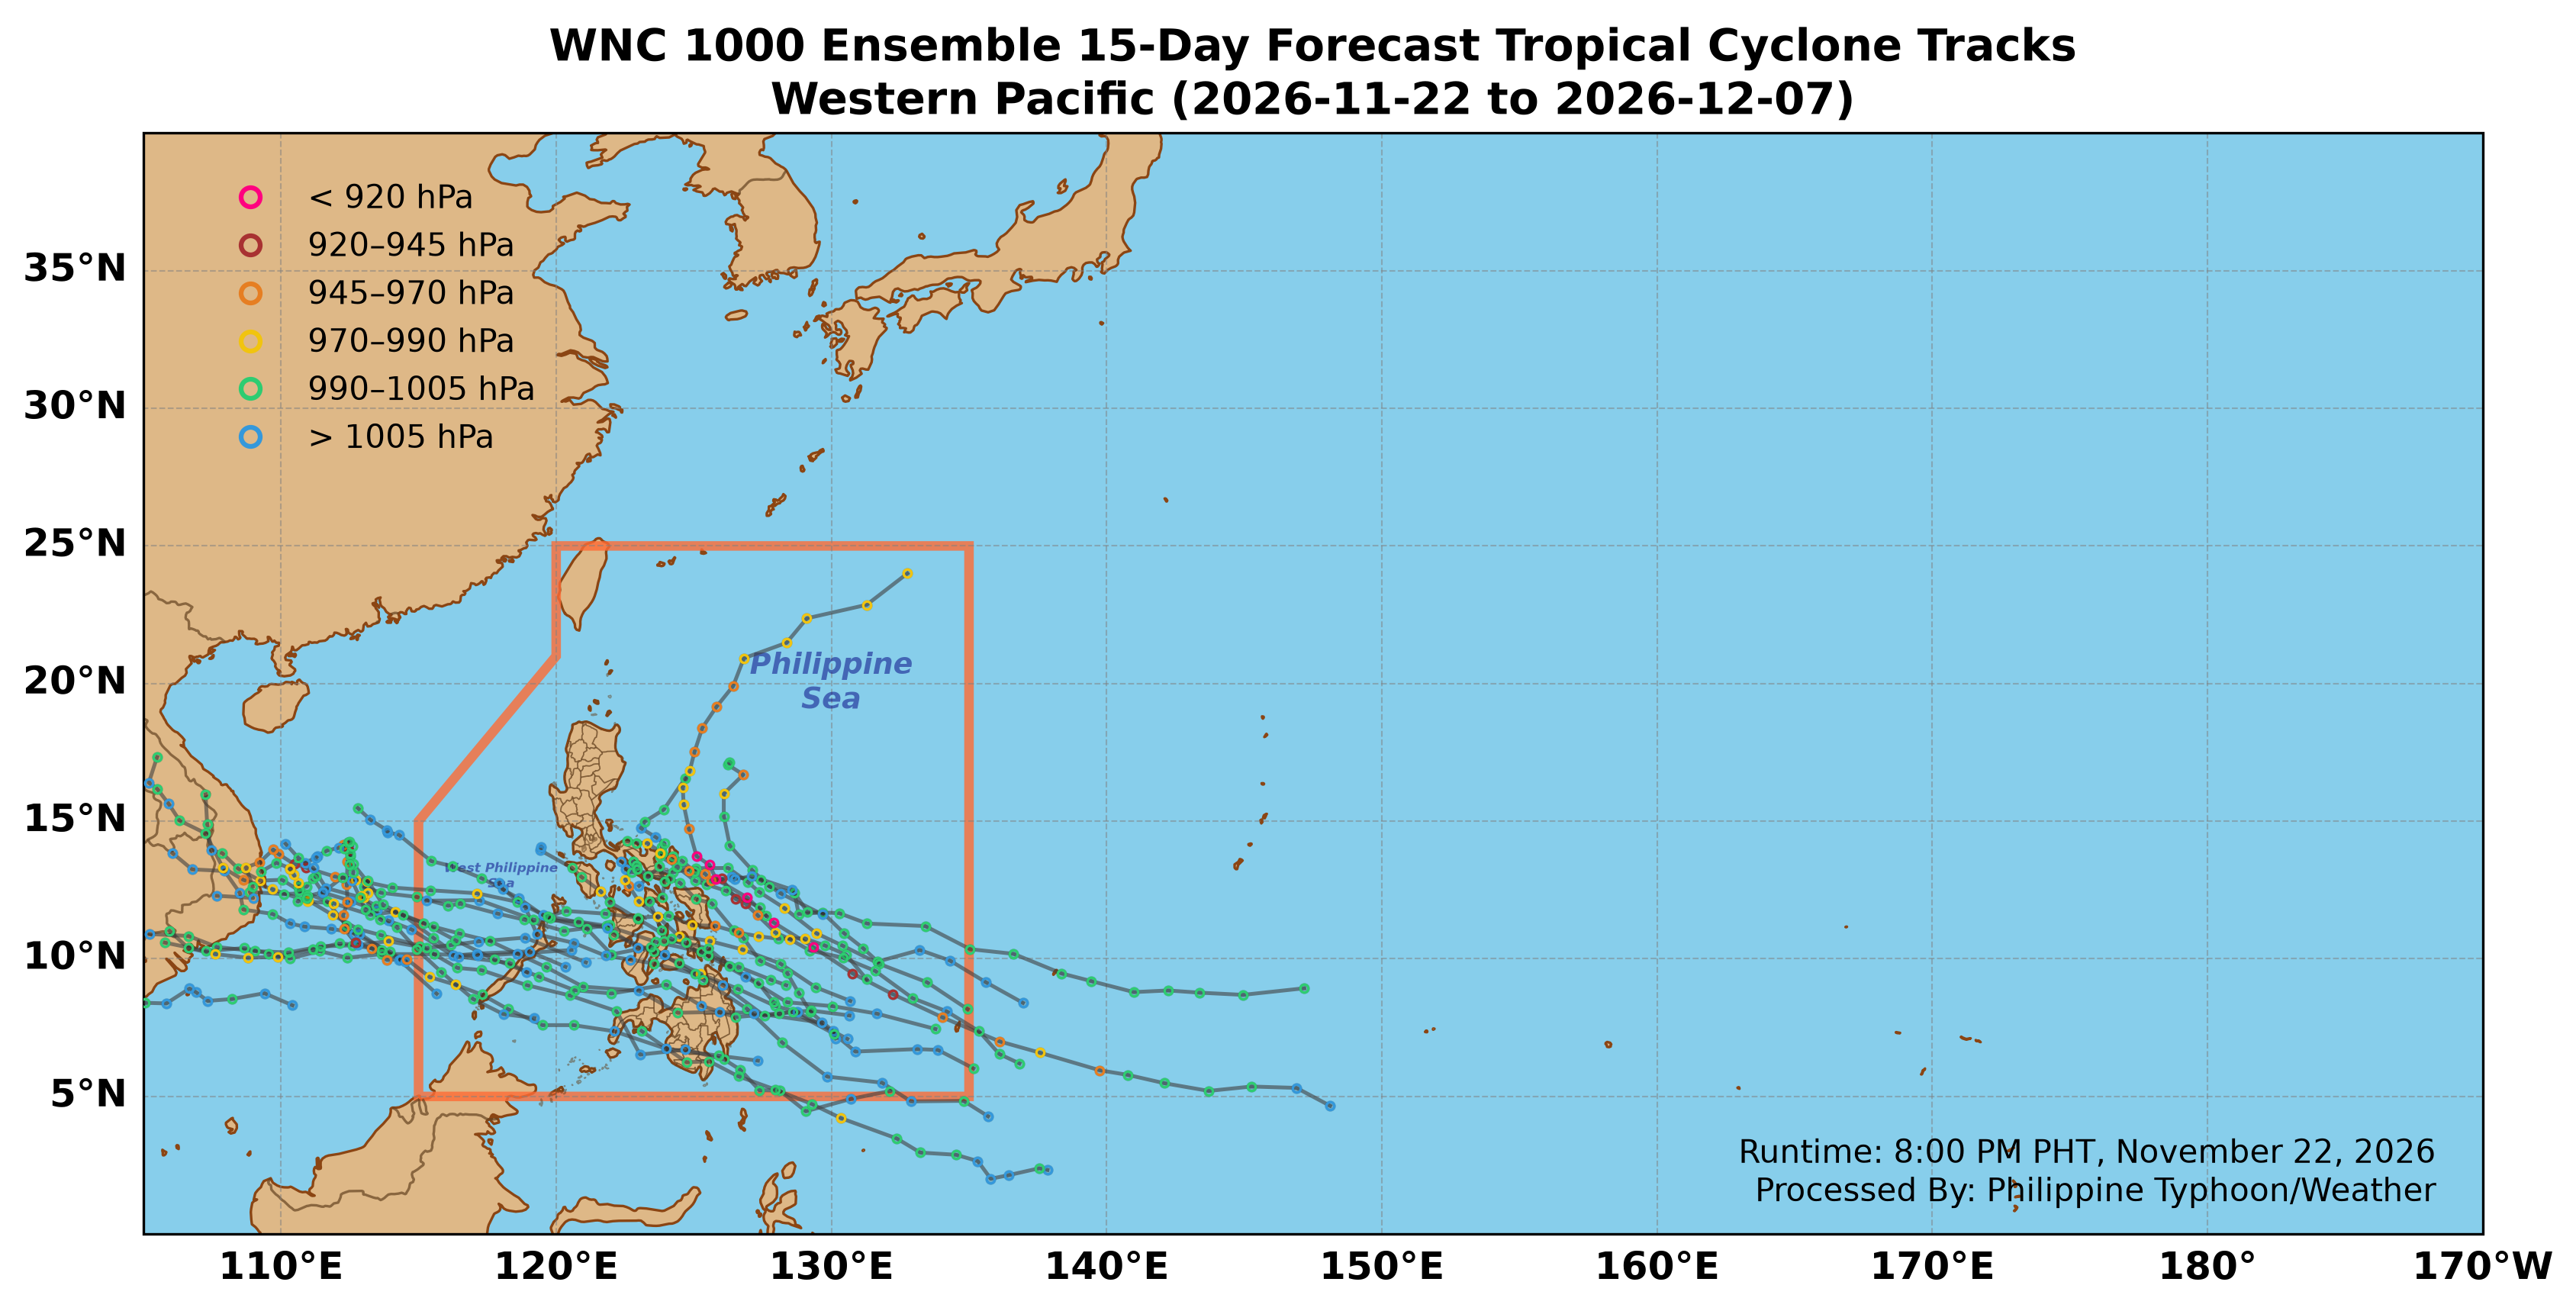 WNC 1000 Ensemble 15-Day Forecast Tropical Cyclone Tracks
Western Pacific (2026-11-22 to 2026-12-07)
< 920 hPa
920–945 hPa
945–970 hPa
970–990 hPa
990–1005 hPa
> 1005 hPa
35°N
30°N
25°N
20°N
15°N
10°N
5°N
Philippine
Sea
West Philippine
Sea
Runtime: 8:00 PM PHT, November 22, 2026
Processed By: Philippine Typhoon/Weather
110°E
120°E
130°E
140°E
150°E
160°E
170°E
180°
170°W